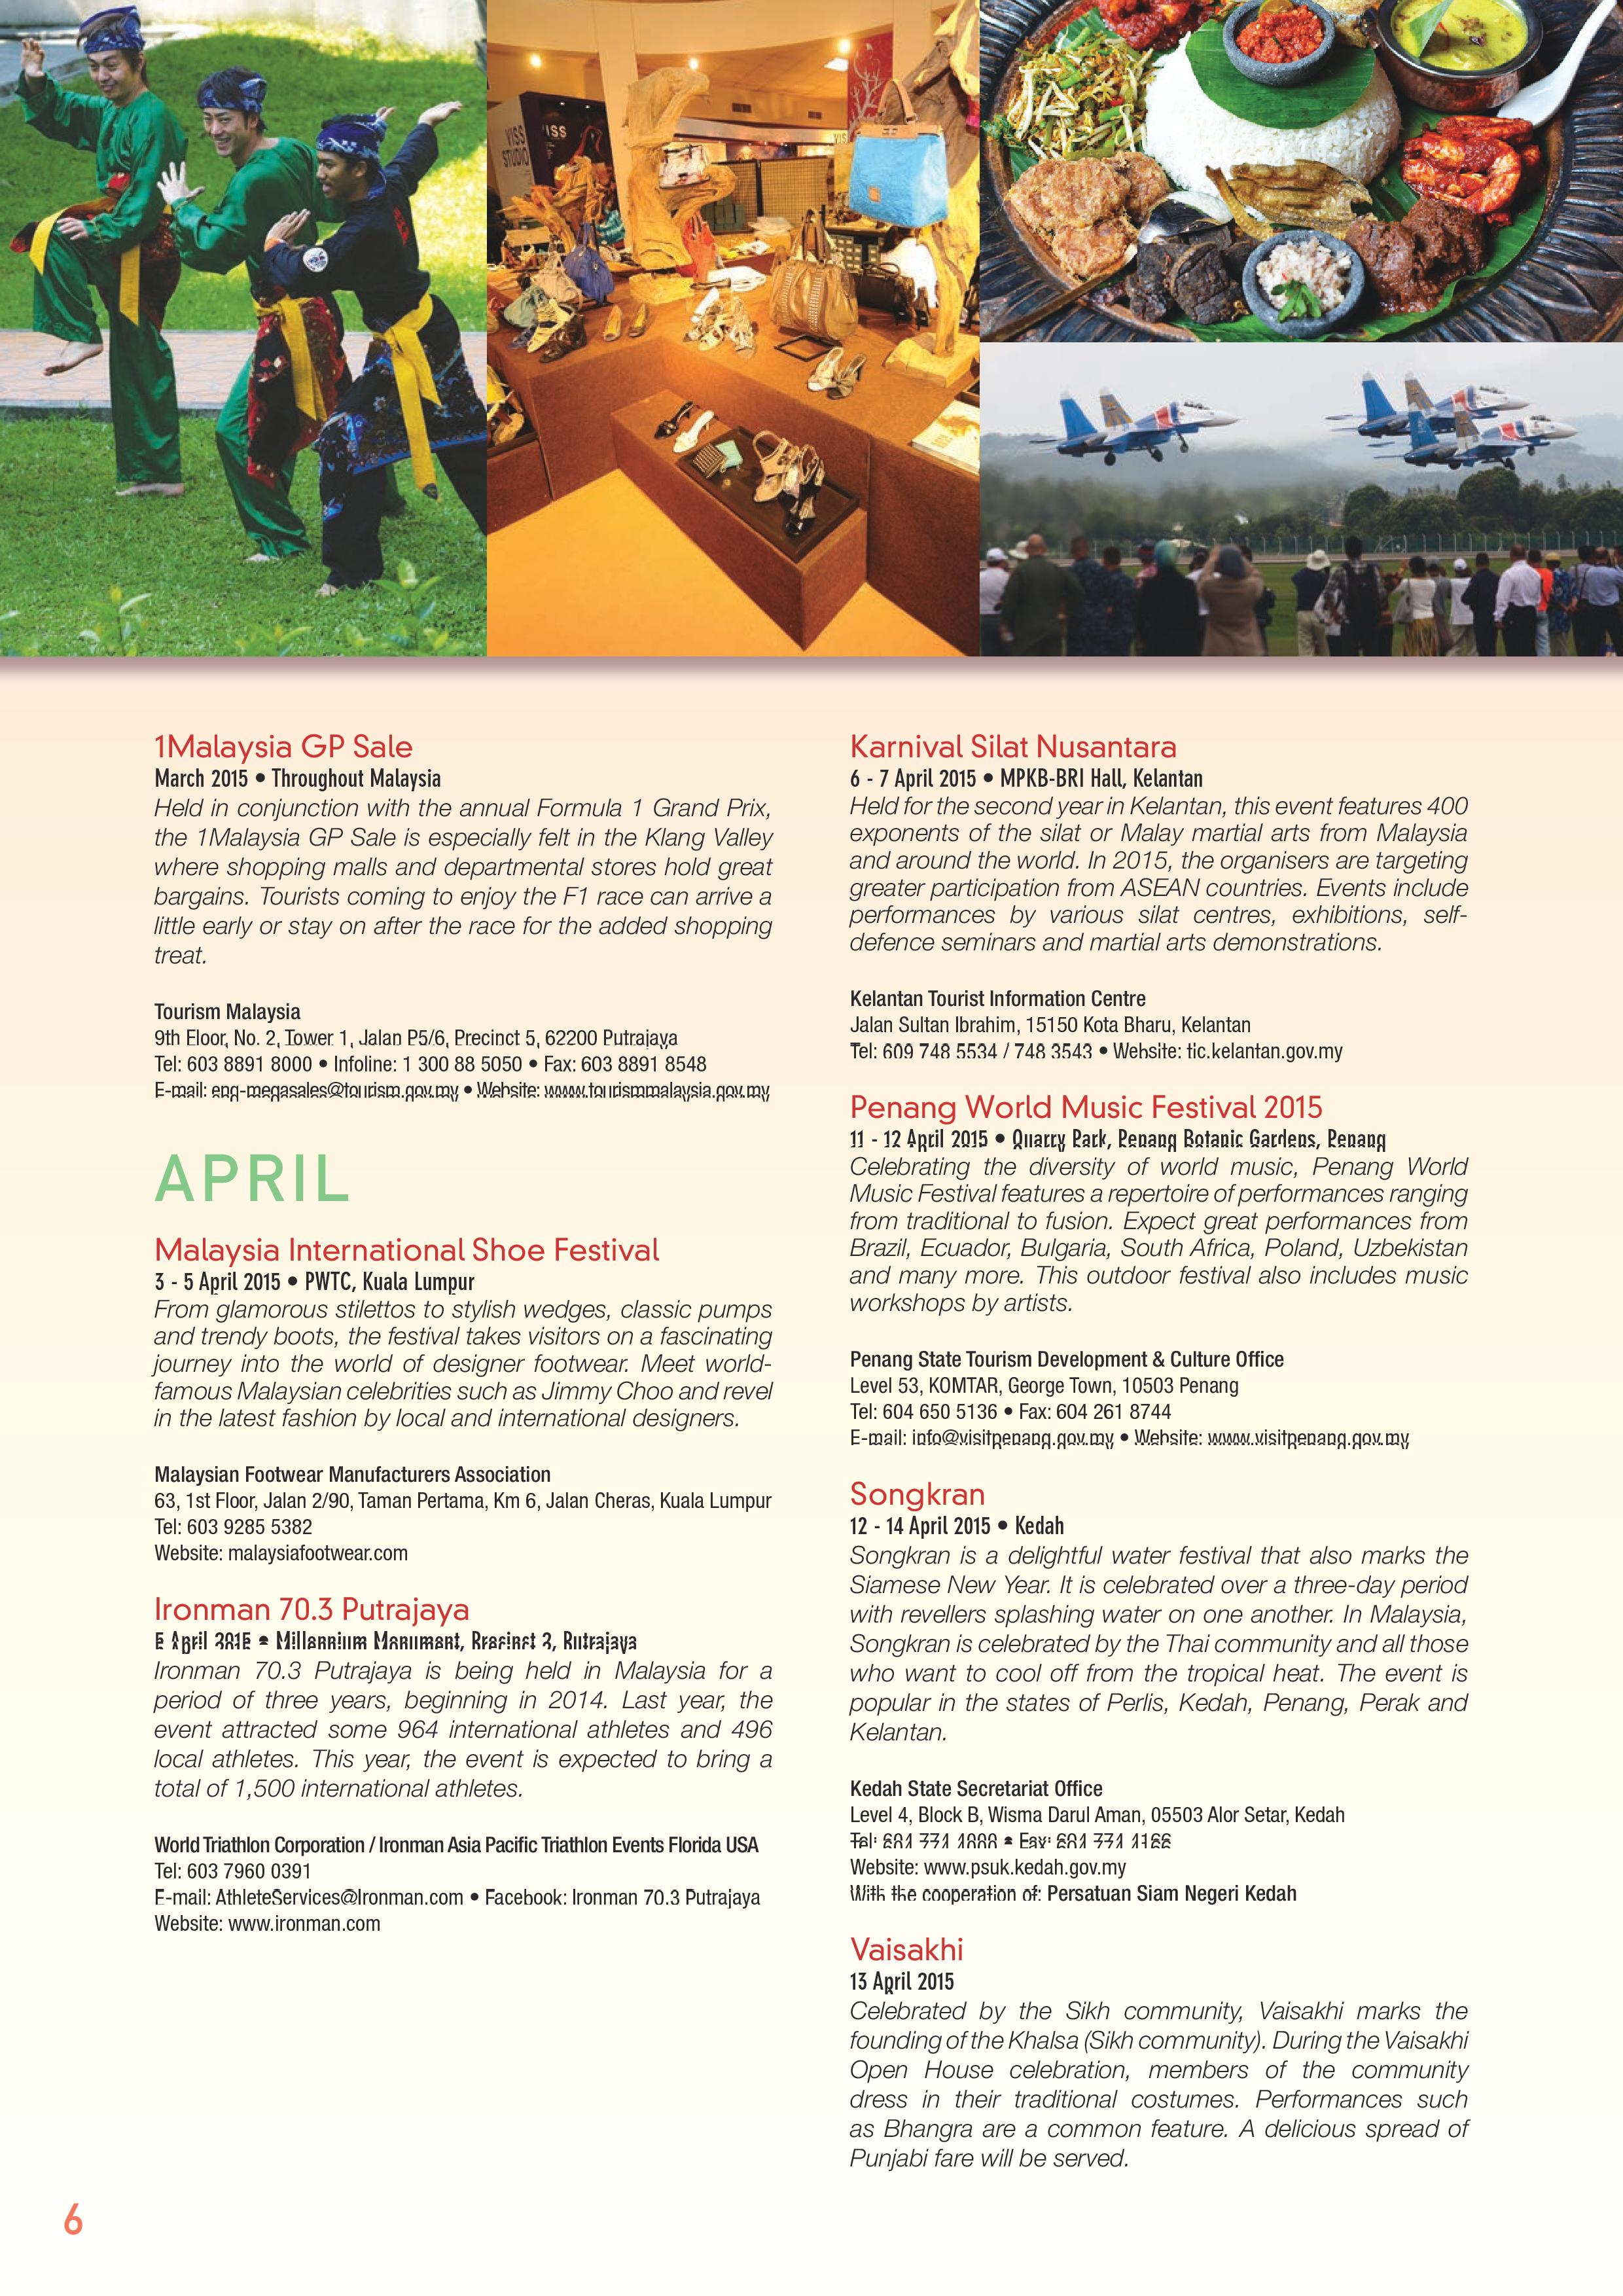 VISS
STUDIO
VISS
1Malaysia GP Sale
March 2015 • Throughout Malaysia
Held in conjunction with the annual Formula 1 Grand Prix,
the 1Malaysia GP Sale is especially felt in the Klang Valley
where shopping malls and departmental stores hold great
bargains. Tourists coming to enjoy the F1 race can arrive a
little early or stay on after the race for the added shopping
treat.
Tourism Malaysia
9th Floor, No. 2, Tower 1, Jalan P5/6, Precinct 5, 62200 Putrajaya
Tel: 603 8891 8000 • Infoline: 1 300 88 5050 • Fax: 603 8891 8548
E-mail: enq-megasales@tourism.gov.my • Website: www.tourismmalaysia.gov.my
APRIL
Malaysia International Shoe Festival
3 - 5 April 2015 • PWTC, Kuala Lumpur
From glamorous stilettos to stylish wedges, classic pumps
and trendy boots, the festival takes visitors on a fascinating
journey into the world of designer footwear. Meet world-
famous Malaysian celebrities such as Jimmy Choo and revel
in the latest fashion by local and international designers.
Malaysian Footwear Manufacturers Association
63, 1st Floor, Jalan 2/90, Taman Pertama, Km 6, Jalan Cheras, Kuala Lumpur
Tel: 603 9285 5382
Website: malaysiafootwear.com
Ironman 70.3 Putrajaya
5 April 2015 • Millennium Monument, Precinct 2, Putrajaya
Ironman 70.3 Putrajaya is being held in Malaysia for a
period of three years, beginning in 2014. Last year, the
event attracted some 964 international athletes and 496
local athletes. This year, the event is expected to bring a
total of 1,500 international athletes.
World Triathlon Corporation / Ironman Asia Pacific Triathlon Events Florida USA
Tel: 603 7960 0391
E-mail: AthleteServices@Ironman.com • Facebook: Ironman 70.3 Putrajaya
Website: www.ironman.com
Karnival Silat Nusantara
6 - 7 April 2015 • MPKB-BRI Hall, Kelantan
Held for the second year in Kelantan, this event features 400
exponents of the silat or Malay martial arts from Malaysia
and around the world. In 2015, the organisers are targeting
greater participation from ASEAN countries. Events include
performances by various silat centres, exhibitions, self-
defence seminars and martial arts demonstrations.
Kelantan Tourist Information Centre
Jalan Sultan Ibrahim, 15150 Kota Bharu, Kelantan
Tel: 609 748 5534 / 748 3543 • Website: tic.kelantan.gov.my
Penang World Music Festival 2015
11 - 12 April 2015 • Quarry Park, Penang Botanic Gardens, Penang
Celebrating the diversity of world music, Penang World
Music Festival features a repertoire of performances ranging
from traditional to fusion. Expect great performances from
Brazil, Ecuador, Bulgaria, South Africa, Poland, Uzbekistan
and many more. This outdoor festival also includes music
workshops by artists.
Penang State Tourism Development & Culture Office
Level 53, KOMTAR, George Town, 10503 Penang
Tel: 604 650 5136 • Fax: 604 261 8744
E-mail: info@visitpenang.gov.my • Website: www.visitpenang.gov.my
Songkran
12 - 14 April 2015 • Kedah
Songkran is a delightful water festival that also marks the
Siamese New Year. It is celebrated over a three-day period
with revellers splashing water on one another. In Malaysia,
Songkran is celebrated by the Thai community and all those
who want to cool off from the tropical heat. The event is
popular in the states of Perlis, Kedah, Penang, Perak and
Kelantan.
Kedah State Secretariat Office
Level 4, Block B, Wisma Darul Aman, 05503 Alor Setar, Kedah
Tel: • Fax:
Website: www.psuk.kedah.gov.my
With the cooperation of: Persatuan Siam Negeri Kedah
Vaisakhi
13 April 2015
Celebrated by the Sikh community, Vaisakhi marks the
founding of the Khalsa (Sikh community). During the Vaisakhi
Open House celebration, members of the community
dress in their traditional costumes. Performances such
as Bhangra are a common feature. A delicious spread of
Punjabi fare will be served.
6